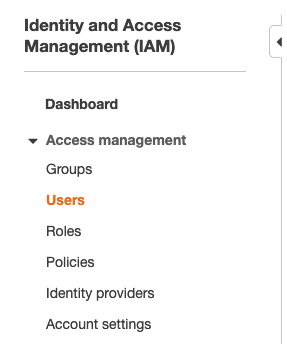 Identity and Access
Management (IAM)
Dashboard
Access management
Groups
Users
Roles
Policies
Identity providers
Account settings